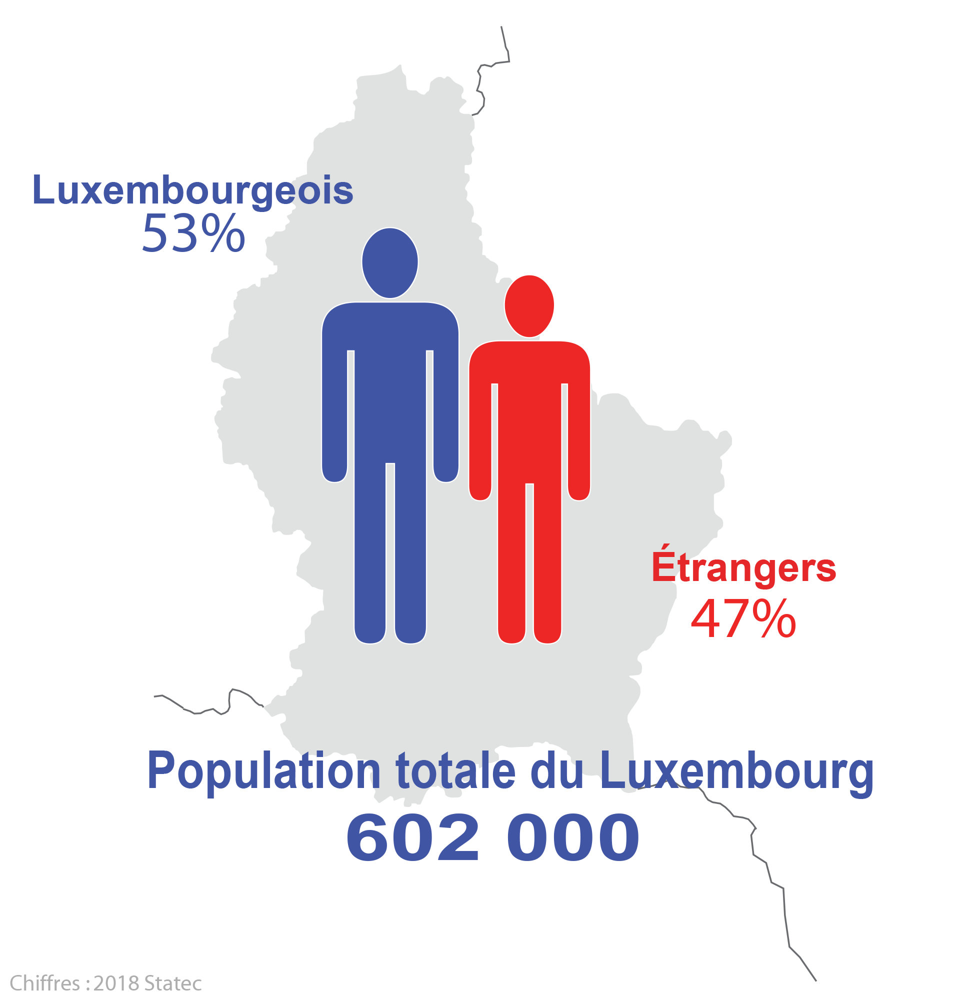 Luxembourgeois
53%
Étrangers
47%
Population totale du Luxembourg
602 000
Chiffres : 2018 Statec